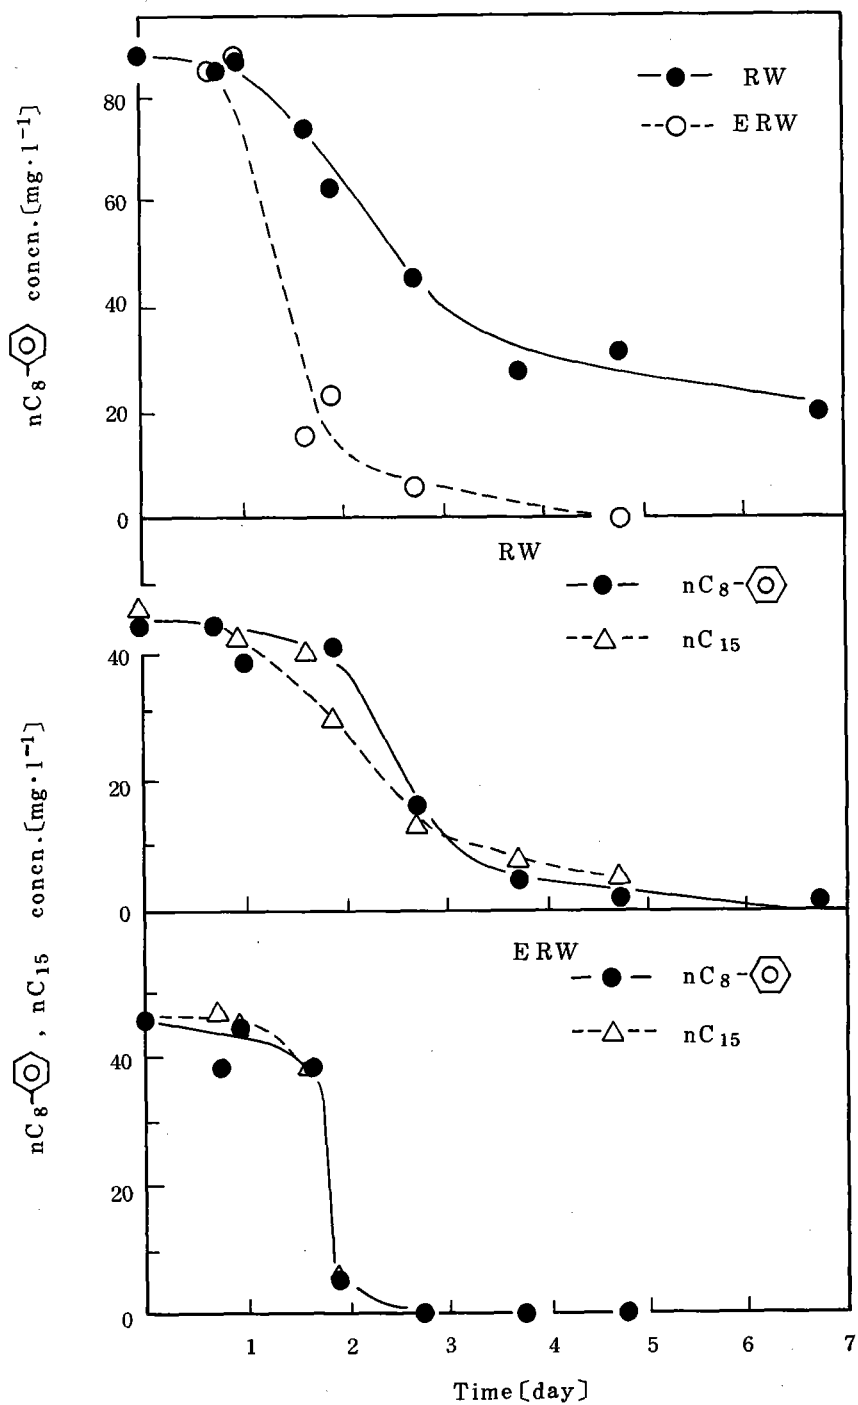 nC₈-⌬ concn.〔mg·l⁻¹〕
80
60
40
20
0
RW
ERW
RW
nC₈-⌬
nC₁₅
nC₈-⌬, nC₁₅ concn.〔mg·l⁻¹〕
40
20
0
ERW
nC₈-⌬
nC₁₅
40
20
0
1 2 3 4 5 6 7
Time〔day〕